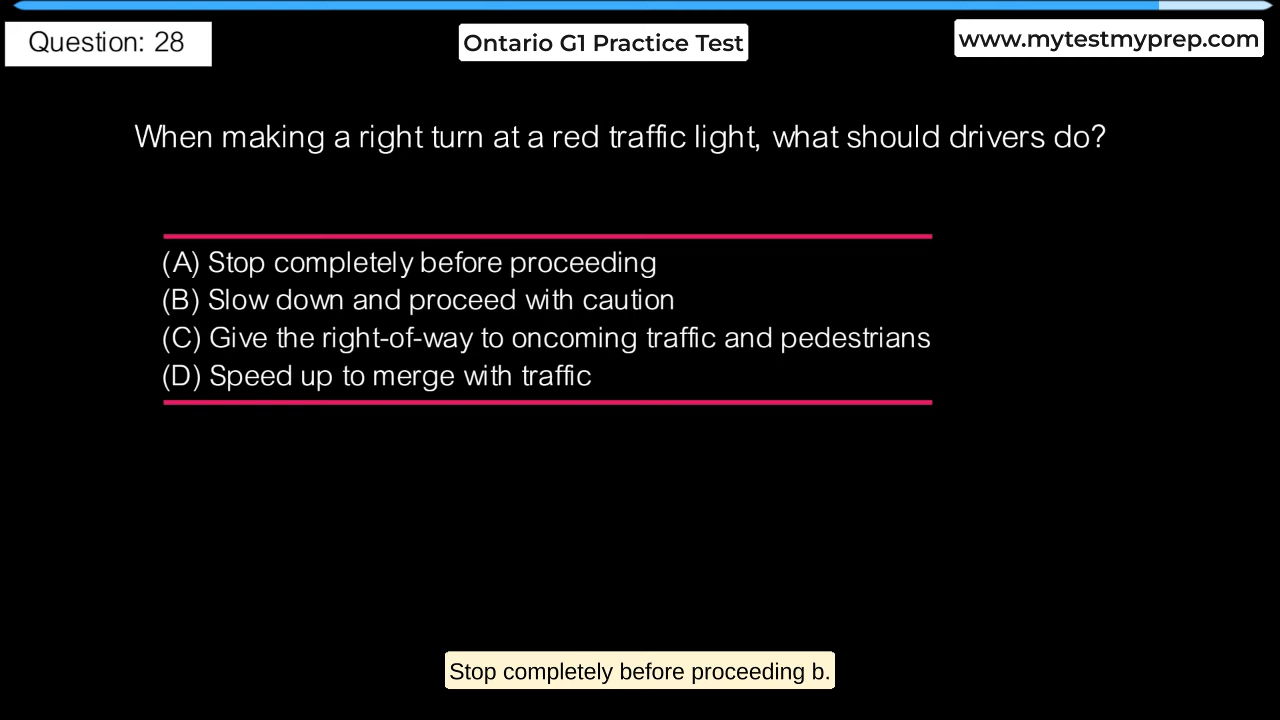 Question: 28
Ontario G1 Practice Test
www.mytestmyprep.com
When making a right turn at a red traffic light, what should drivers do?
(A) Stop completely before proceeding
(B) Slow down and proceed with caution
(C) Give the right-of-way to oncoming traffic and pedestrians
(D) Speed up to merge with traffic
Stop completely before proceeding b.